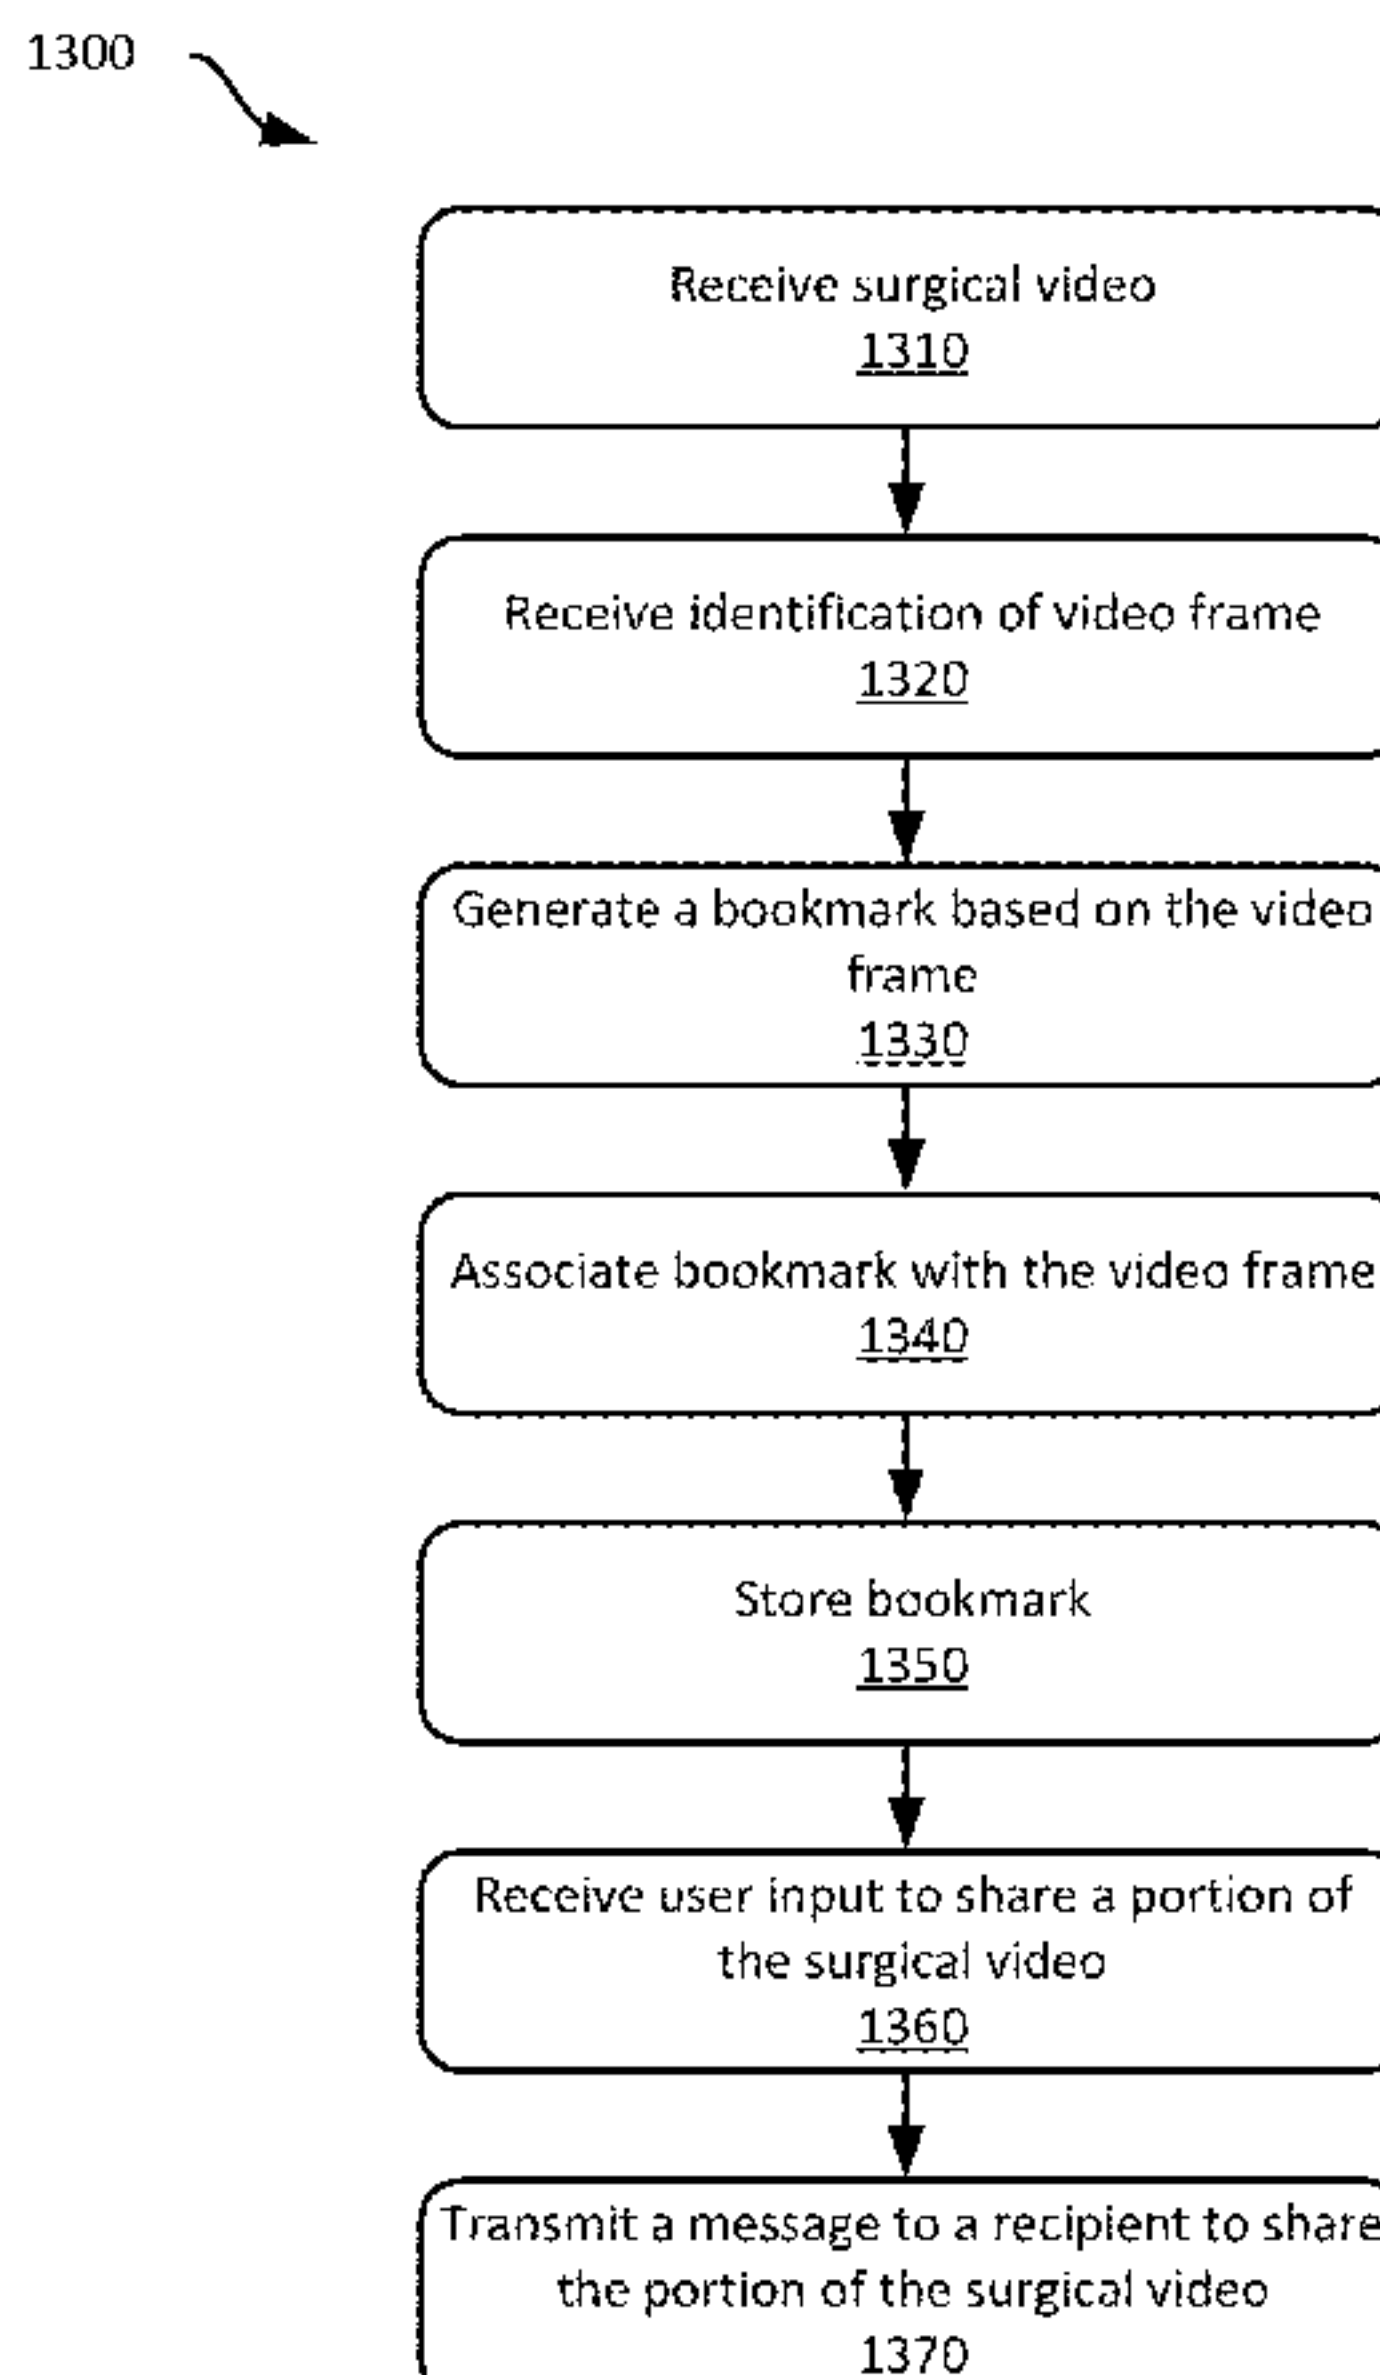 1300
Receive surgical video
1310
Receive identification of video frame
1320
Generate a bookmark based on the video
frame
1330
Associate bookmark with the video frame
1340
Store bookmark
1350
Receive user input to share a portion of
the surgical video
1360
Transmit a message to a recipient to share
the portion of the surgical video
1370